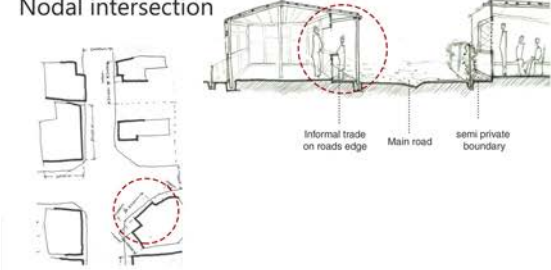 Nodal intersection
Informal trade
on roads edge
Main road
semi private
boundary